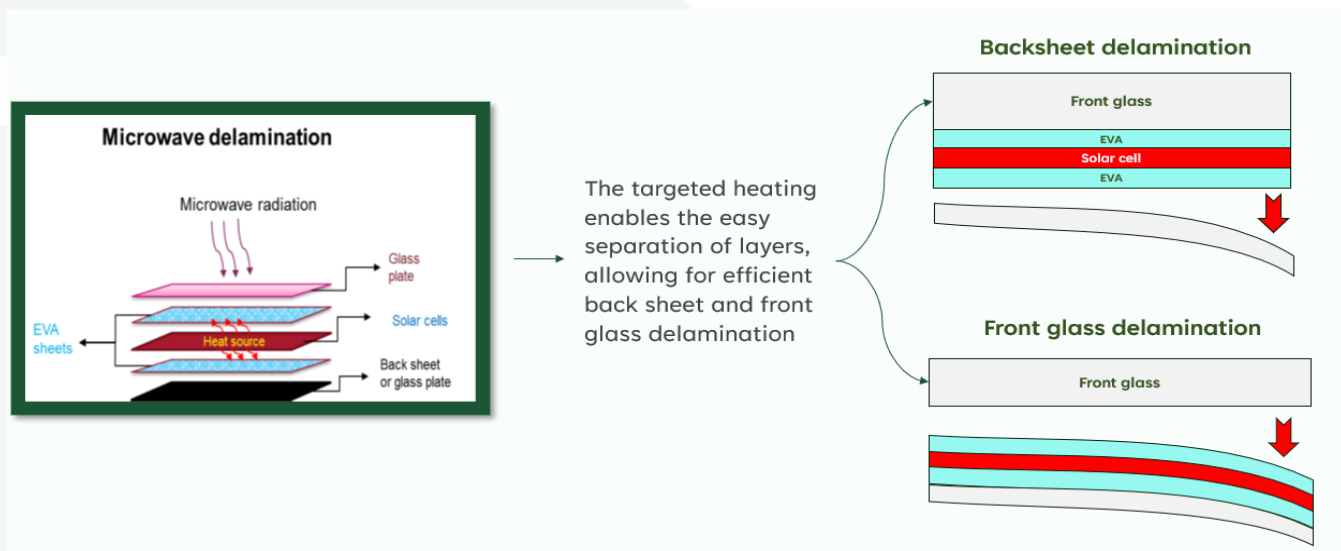 Microwave delamination
Microwave radiation
Glass
plate
EVA
sheets
Solar cells
Heat source
Back sheet
or glass plate
The targeted heating
enables the easy
separation of layers,
allowing for efficient
back sheet and front
glass delamination
Backsheet delamination
Front glass
EVA
Solar cell
EVA
Front glass delamination
Front glass